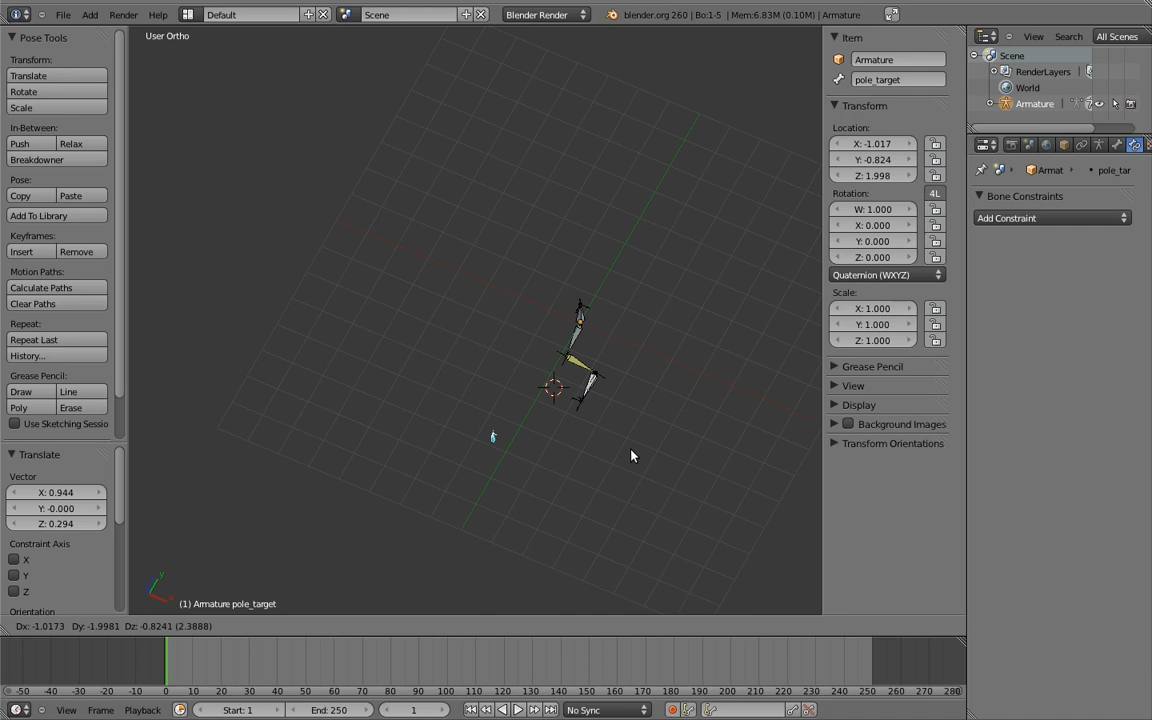 File Add Render Help Default Scene Blender Render blender.org 260 | Bo:1-5 | Mem:6.83M (0.10M) | Armature
Pose Tools
Transform:
Translate
Rotate
Scale
In-Between:
Push Relax
Breakdowner
Pose:
Copy Paste
Add To Library
Keyframes:
Insert Remove
Motion Paths:
Calculate Paths
Clear Paths
Repeat:
Repeat Last
History...
Grease Pencil:
Draw Line
Poly Erase
Use Sketching Sessio
Translate
Vector
X: 0.944
Y: -0.000
Z: 0.294
Constraint Axis
X
Y
Z
Orientation
User Ortho
y
x
(1) Armature pole_target
Item
Armature
pole_target
Transform
Location:
X: -1.017
Y: -0.824
Z: 1.998
Rotation:
4L
W: 1.000
X: 0.000
Y: 0.000
Z: 0.000
Quaternion (WXYZ)
Scale:
X: 1.000
Y: 1.000
Z: 1.000
Grease Pencil
View
Display
Background Images
Transform Orientations
View Search All Scenes
Scene
RenderLayers
World
Armature
Armat pole_tar
Bone Constraints
Add Constraint
Dx: -1.0173 Dy: -1.9981 Dz: -0.8241 (2.3888)
-50 -40 -30 -20 -10 0 10 20 30 40 50 60 70 80 90 100 110 120 130 140 150 160 170 180 190 200 210 220 230 240 250 260 270 280
View Frame Playback Start: 1 End: 250 1 No Sync